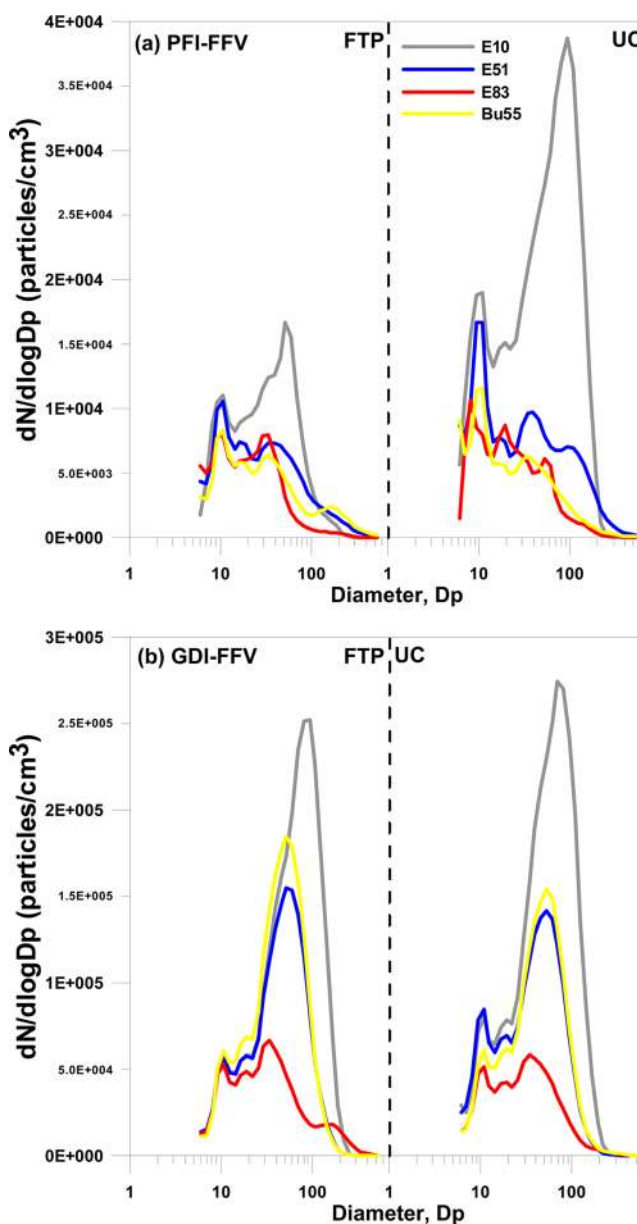 (a) PFI-FFV FTP UC
E10
E51
E83
Bu55
4E+004
3.5E+004
3E+004
2.5E+004
2E+004
1.5E+004
1E+004
5.0E+003
0E+000
dN/dlogDp (particles/cm³)
1 10 100 1 10 100
Diameter, Dp
(b) GDI-FFV FTP UC
3E+005
2.5E+005
2E+005
1.5E+005
1E+005
5.0E+004
0E+000
dN/dlogDp (particles/cm³)
1 10 100 1 10 100
Diameter, Dp